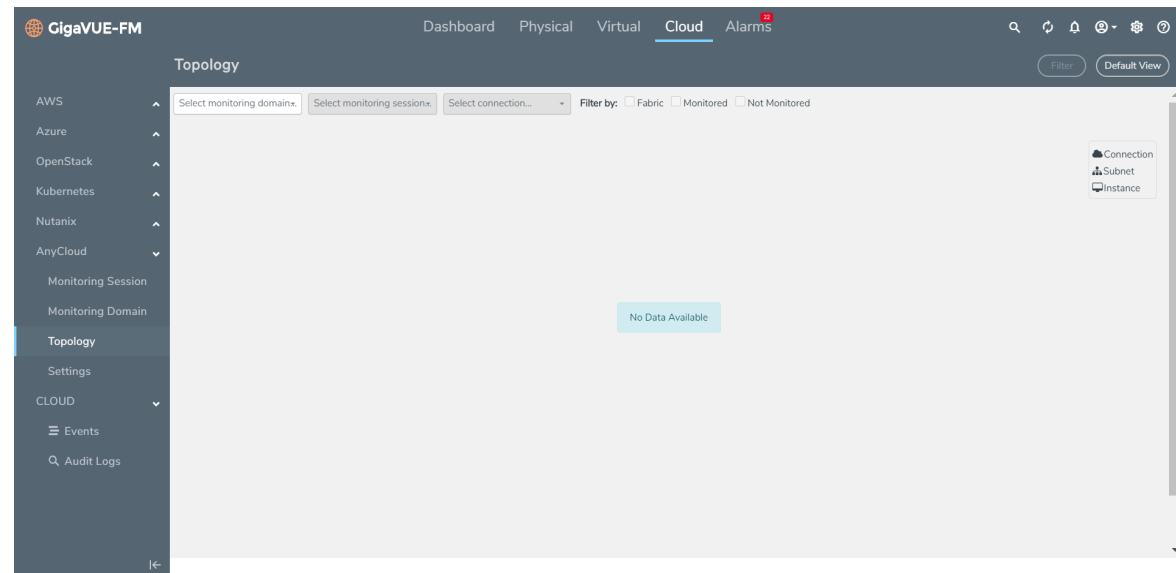 GigaVUE-FM
Dashboard Physical Virtual Cloud Alarms 22
Topology
Filter Default View
AWS
Azure
OpenStack
Kubernetes
Nutanix
AnyCloud
Monitoring Session
Monitoring Domain
Topology
Settings
CLOUD
Events
Audit Logs
Select monitoring domain... Select monitoring session... Select connection... Filter by: Fabric Monitored Not Monitored
Connection
Subnet
Instance
No Data Available